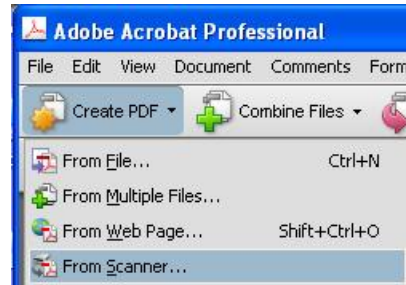 Adobe Acrobat Professional
File Edit View Document Comments Form
Create PDF Combine Files
From File... Ctrl+N
From Multiple Files...
From Web Page... Shift+Ctrl+O
From Scanner...